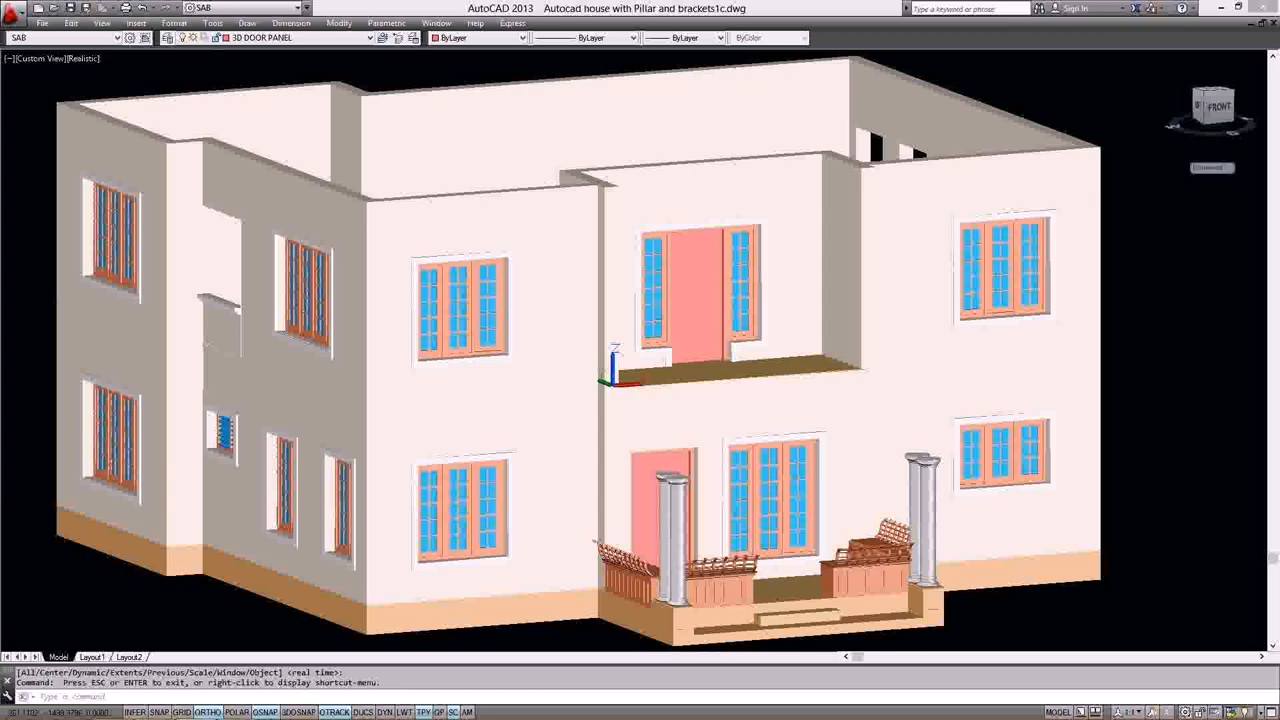 SAB
AutoCAD 2013 Autocad house with Pillar and brackets1c.dwg
Type a keyword or phrase
Sign In
File Edit View Insert Format Tools Draw Dimension Modify Parametric Window Help Express
SAB
3D DOOR PANEL
ByLayer
ByLayer
ByLayer
ByColor
[−][Custom View][Realistic]
FRONT
Z
Model Layout1 Layout2
[All/Center/Dynamic/Extents/Previous/Scale/Window/Object] <real time>:
Command: Press ESC or ENTER to exit, or right-click to display shortcut-menu.
Type a command
INFER SNAP GRID ORTHO POLAR OSNAP 3DOSNAP OTRACK DUCS DYN LWT TPY QP SC AM
MODEL
1:1